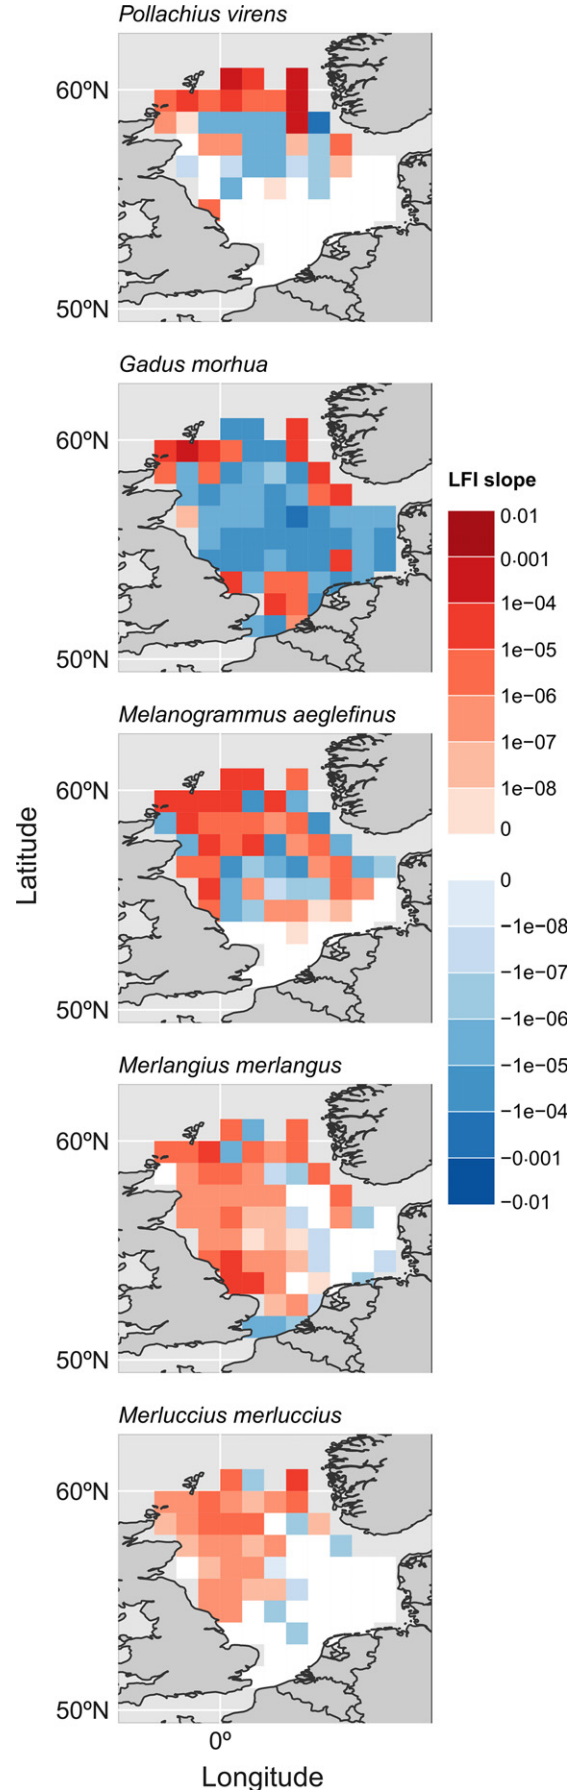 Pollachius virens
60ºN
50ºN
Gadus morhua
60ºN
50ºN
Melanogrammus aeglefinus
60ºN
50ºN
Merlangius merlangus
60ºN
50ºN
Merluccius merluccius
60ºN
50ºN
0º
Longitude
Latitude
LFI slope
0·01
0·001
1e−04
1e−05
1e−06
1e−07
1e−08
0
0
−1e−08
−1e−07
−1e−06
−1e−05
−1e−04
−0·001
−0·01